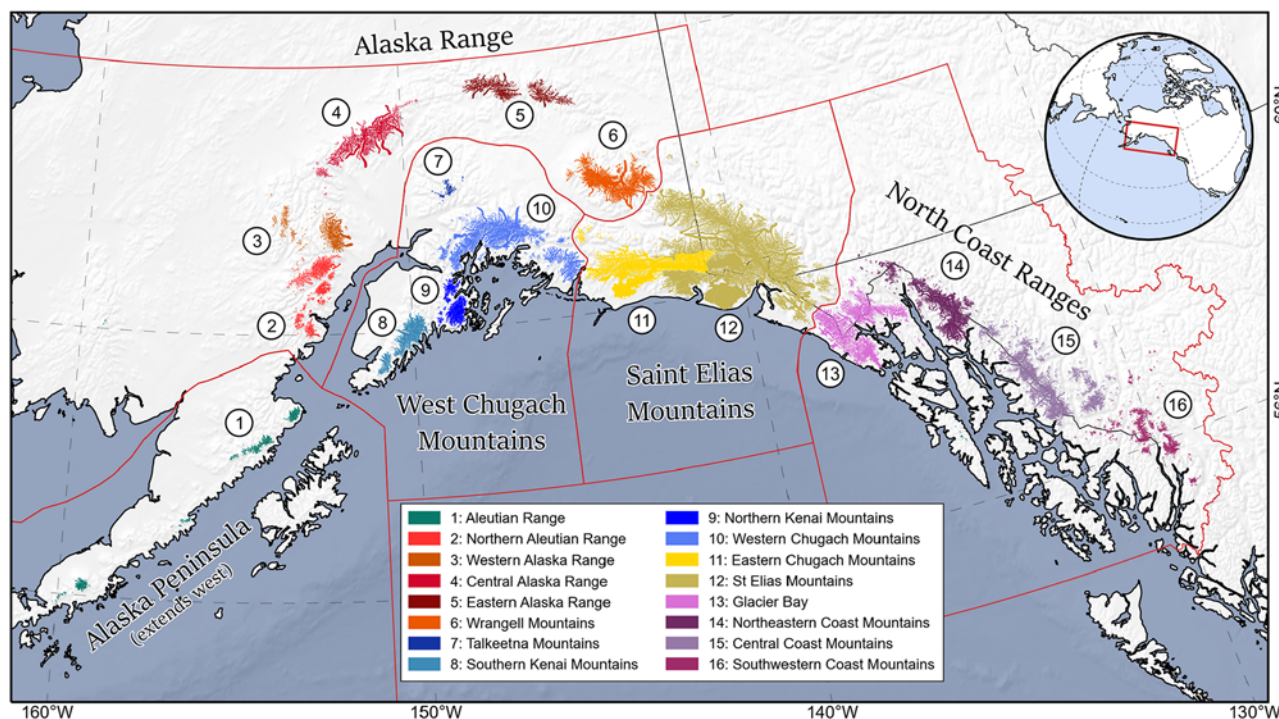 Alaska Range
4
5
6
7
10
3
9
2
8
1
11
12
13
14
15
16
North Coast Ranges
Saint Elias
Mountains
West Chugach
Mountains
Alaska Peninsula
(extends west)
1: Aleutian Range
2: Northern Aleutian Range
3: Western Alaska Range
4: Central Alaska Range
5: Eastern Alaska Range
6: Wrangell Mountains
7: Talkeetna Mountains
8: Southern Kenai Mountains
9: Northern Kenai Mountains
10: Western Chugach Mountains
11: Eastern Chugach Mountains
12: St Elias Mountains
13: Glacier Bay
14: Northeastern Coast Mountains
15: Central Coast Mountains
16: Southwestern Coast Mountains
160°W
150°W
140°W
130°W